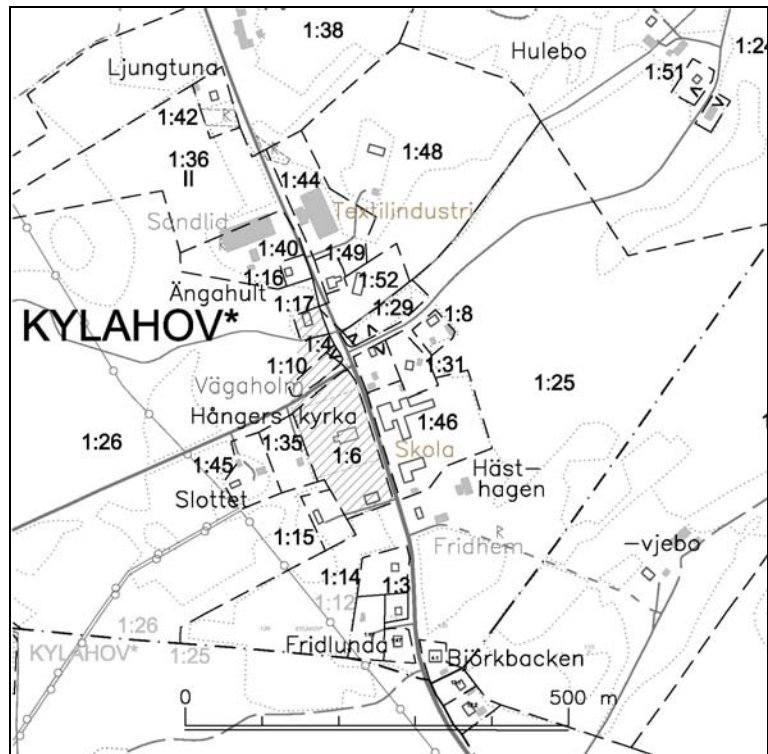 1:38
Hulebo
1:24
Ljungtuna
1:51
1:42
R
1:36
II
1:48
1:44
Textilindustri
Sandlid
1:40
1:49
1:16
1:52
Ängahult
1:17
1:29
1:8
KYLAHOV*
1:4
1:10
1:31
Vägaholm
1:25
Hångers kyrka
1:46
1:26
1:35
1:6
Skola
1:45
Häst-
hagen
Slottet
R
1:15
Fridhem
-vjebo
1:14
1:3
1:12
1:26
KYLAHOV*
1:25
Fridlunda
Björkbacken
0
500 m